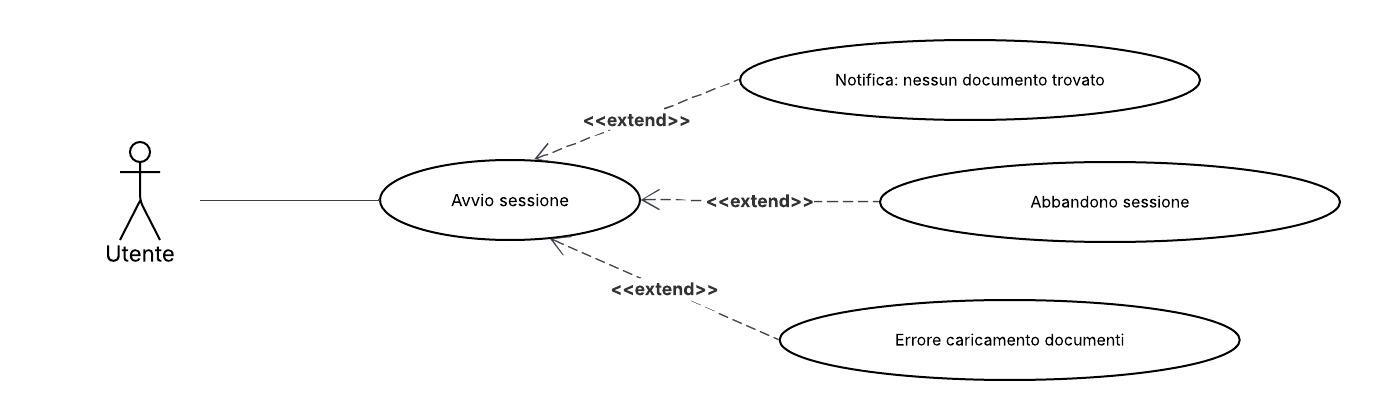 Notifica: nessun documento trovato
<<extend>>
Avvio sessione
<<extend>>
Abbandono sessione
Utente
<<extend>>
Errore caricamento documenti